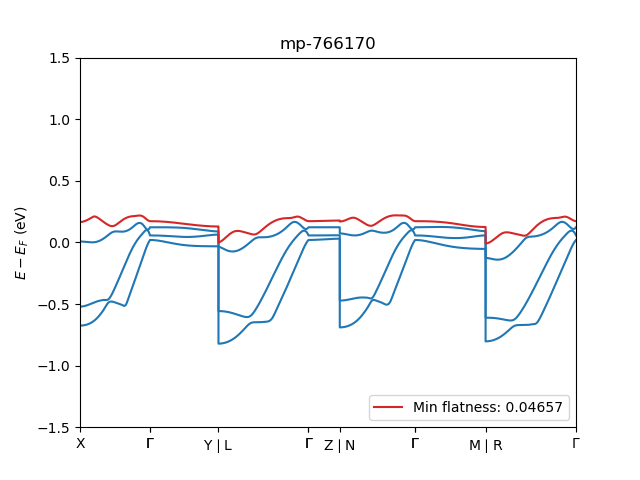 mp-766170
E − E_F (eV)
1.5
1.0
0.5
0.0
−0.5
−1.0
−1.5
Min flatness: 0.04657
X Γ Y | L Γ Z | N Γ M | R Γ